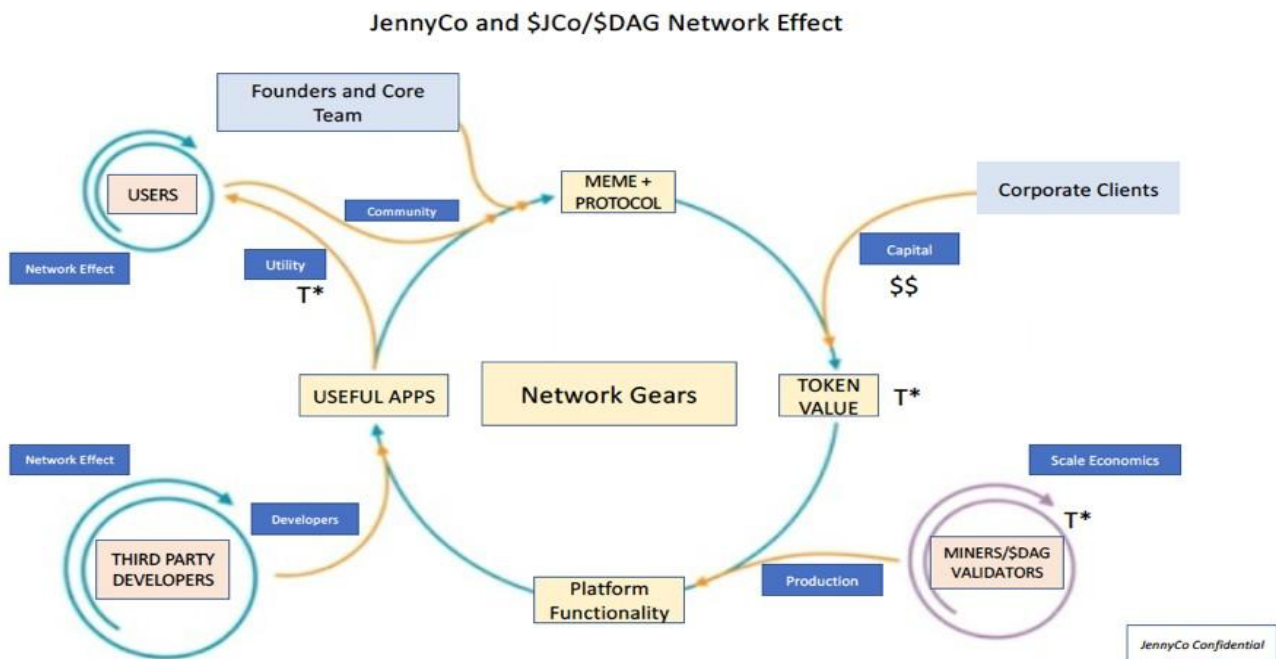 JennyCo and $JCo/$DAG Network Effect
Founders and Core
Team
USERS
Community
MEME +
PROTOCOL
Corporate Clients
Network Effect
Utility
T*
Capital
$$
USEFUL APPS
Network Gears
TOKEN
VALUE
T*
Network Effect
Developers
THIRD PARTY
DEVELOPERS
Platform
Functionality
Production
Scale Economics
T*
MINERS/$DAG
VALIDATORS
JennyCo Confidential